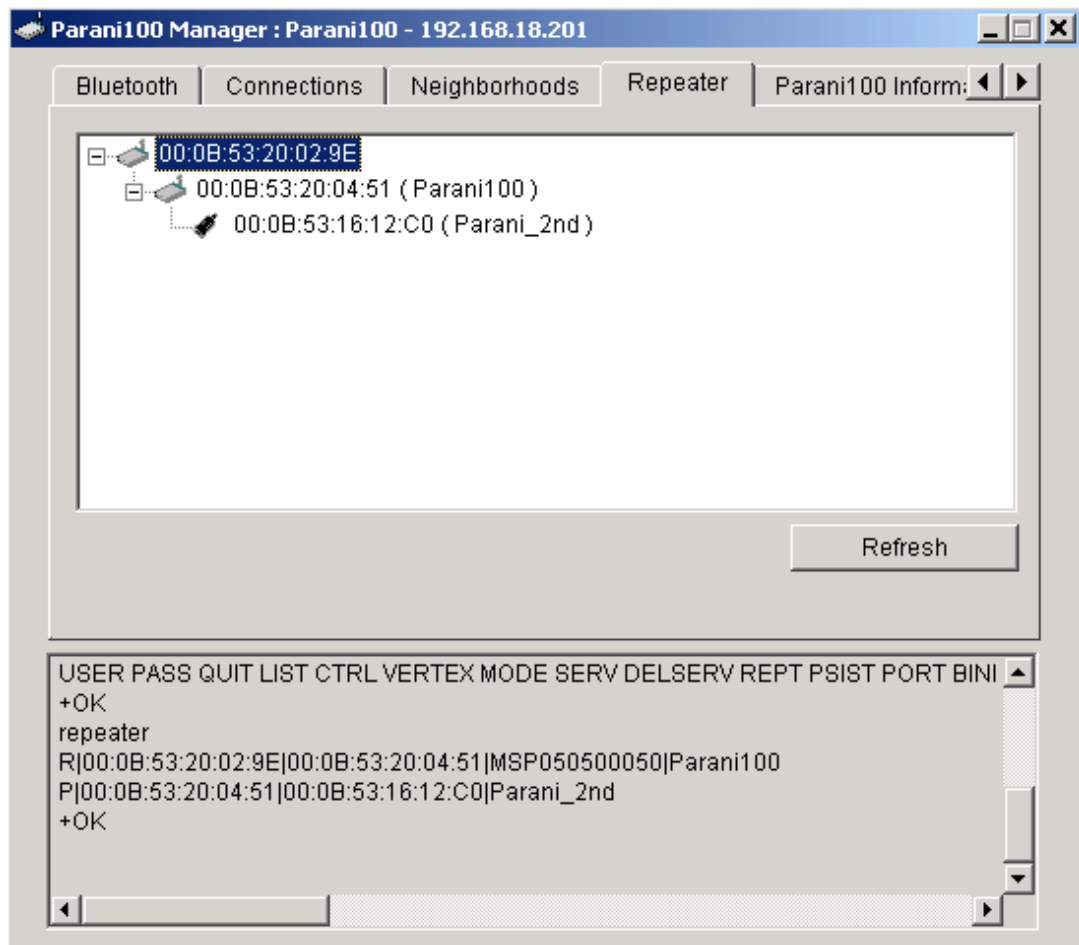 Parani100 Manager : Parani100 - 192.168.18.201
Bluetooth Connections Neighborhoods Repeater Parani100 Inform
00:0B:53:20:02:9E
00:0B:53:20:04:51 ( Parani100 )
00:0B:53:16:12:C0 ( Parani_2nd )
Refresh
USER PASS QUIT LIST CTRL VERTEX MODE SERV DELSERV REPT PSIST PORT BINI
+OK
repeater
R|00:0B:53:20:02:9E|00:0B:53:20:04:51|MSP050500050|Parani100
P|00:0B:53:20:04:51|00:0B:53:16:12:C0|Parani_2nd
+OK